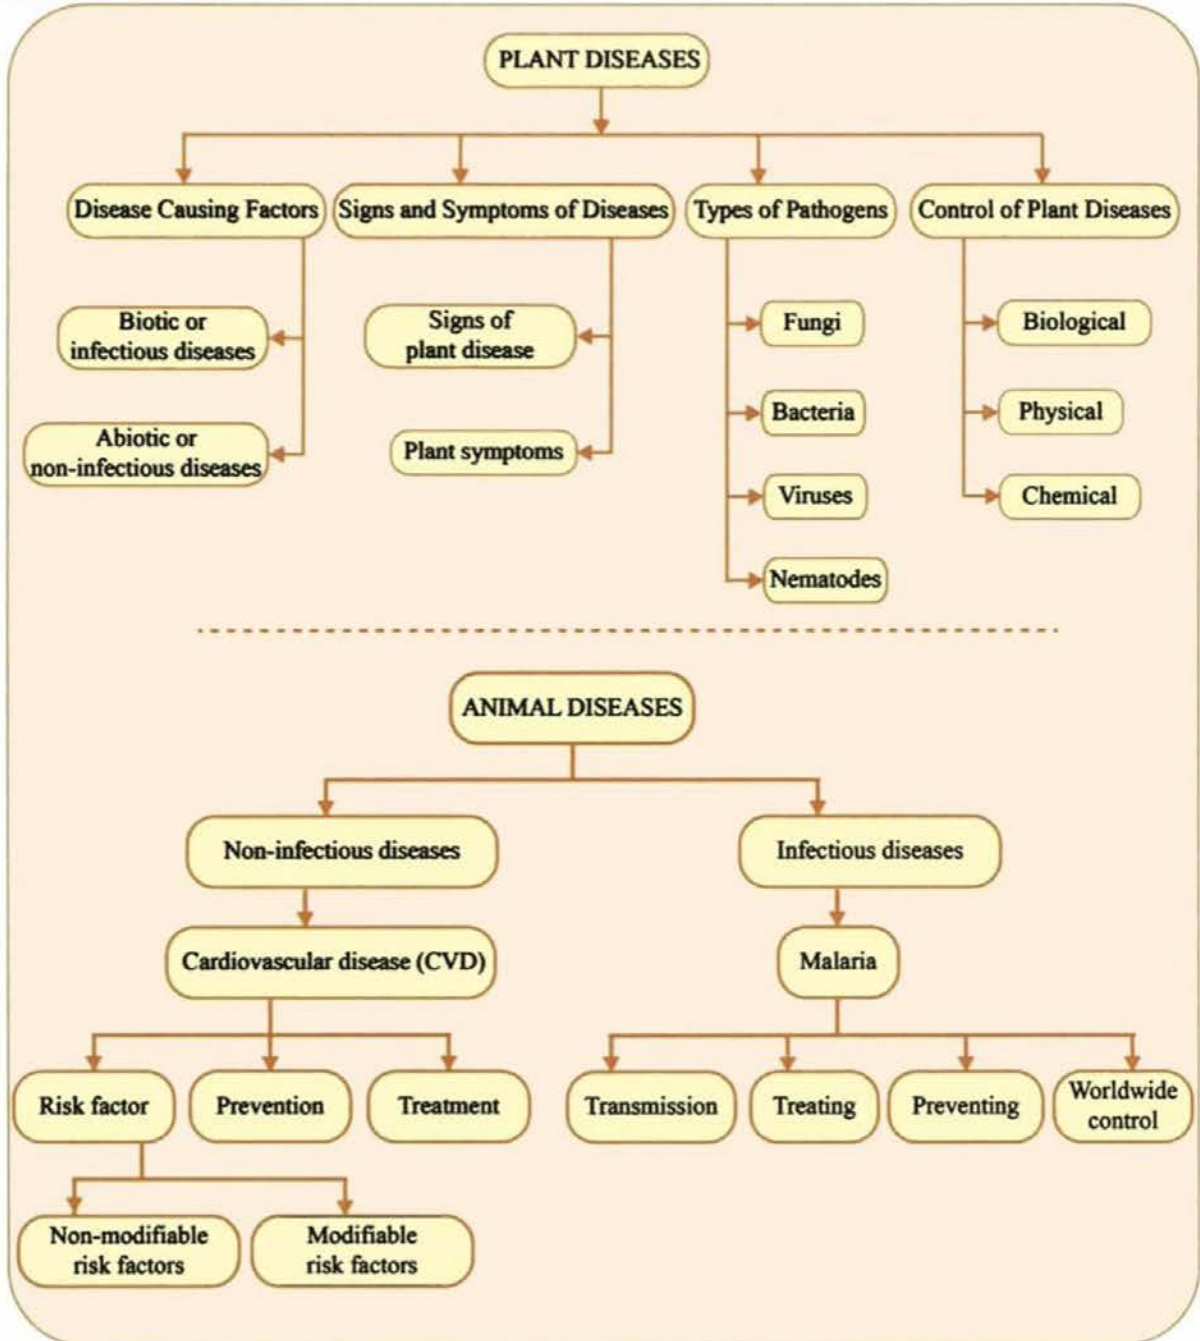 PLANT DISEASES
Disease Causing Factors
Signs and Symptoms of Diseases
Types of Pathogens
Control of Plant Diseases
Biotic or
infectious diseases
Abiotic or
non-infectious diseases
Signs of
plant disease
Plant symptoms
Fungi
Bacteria
Viruses
Nematodes
Biological
Physical
Chemical
ANIMAL DISEASES
Non-infectious diseases
Infectious diseases
Cardiovascular disease (CVD)
Malaria
Risk factor
Prevention
Treatment
Transmission
Treating
Preventing
Worldwide
control
Non-modifiable
risk factors
Modifiable
risk factors